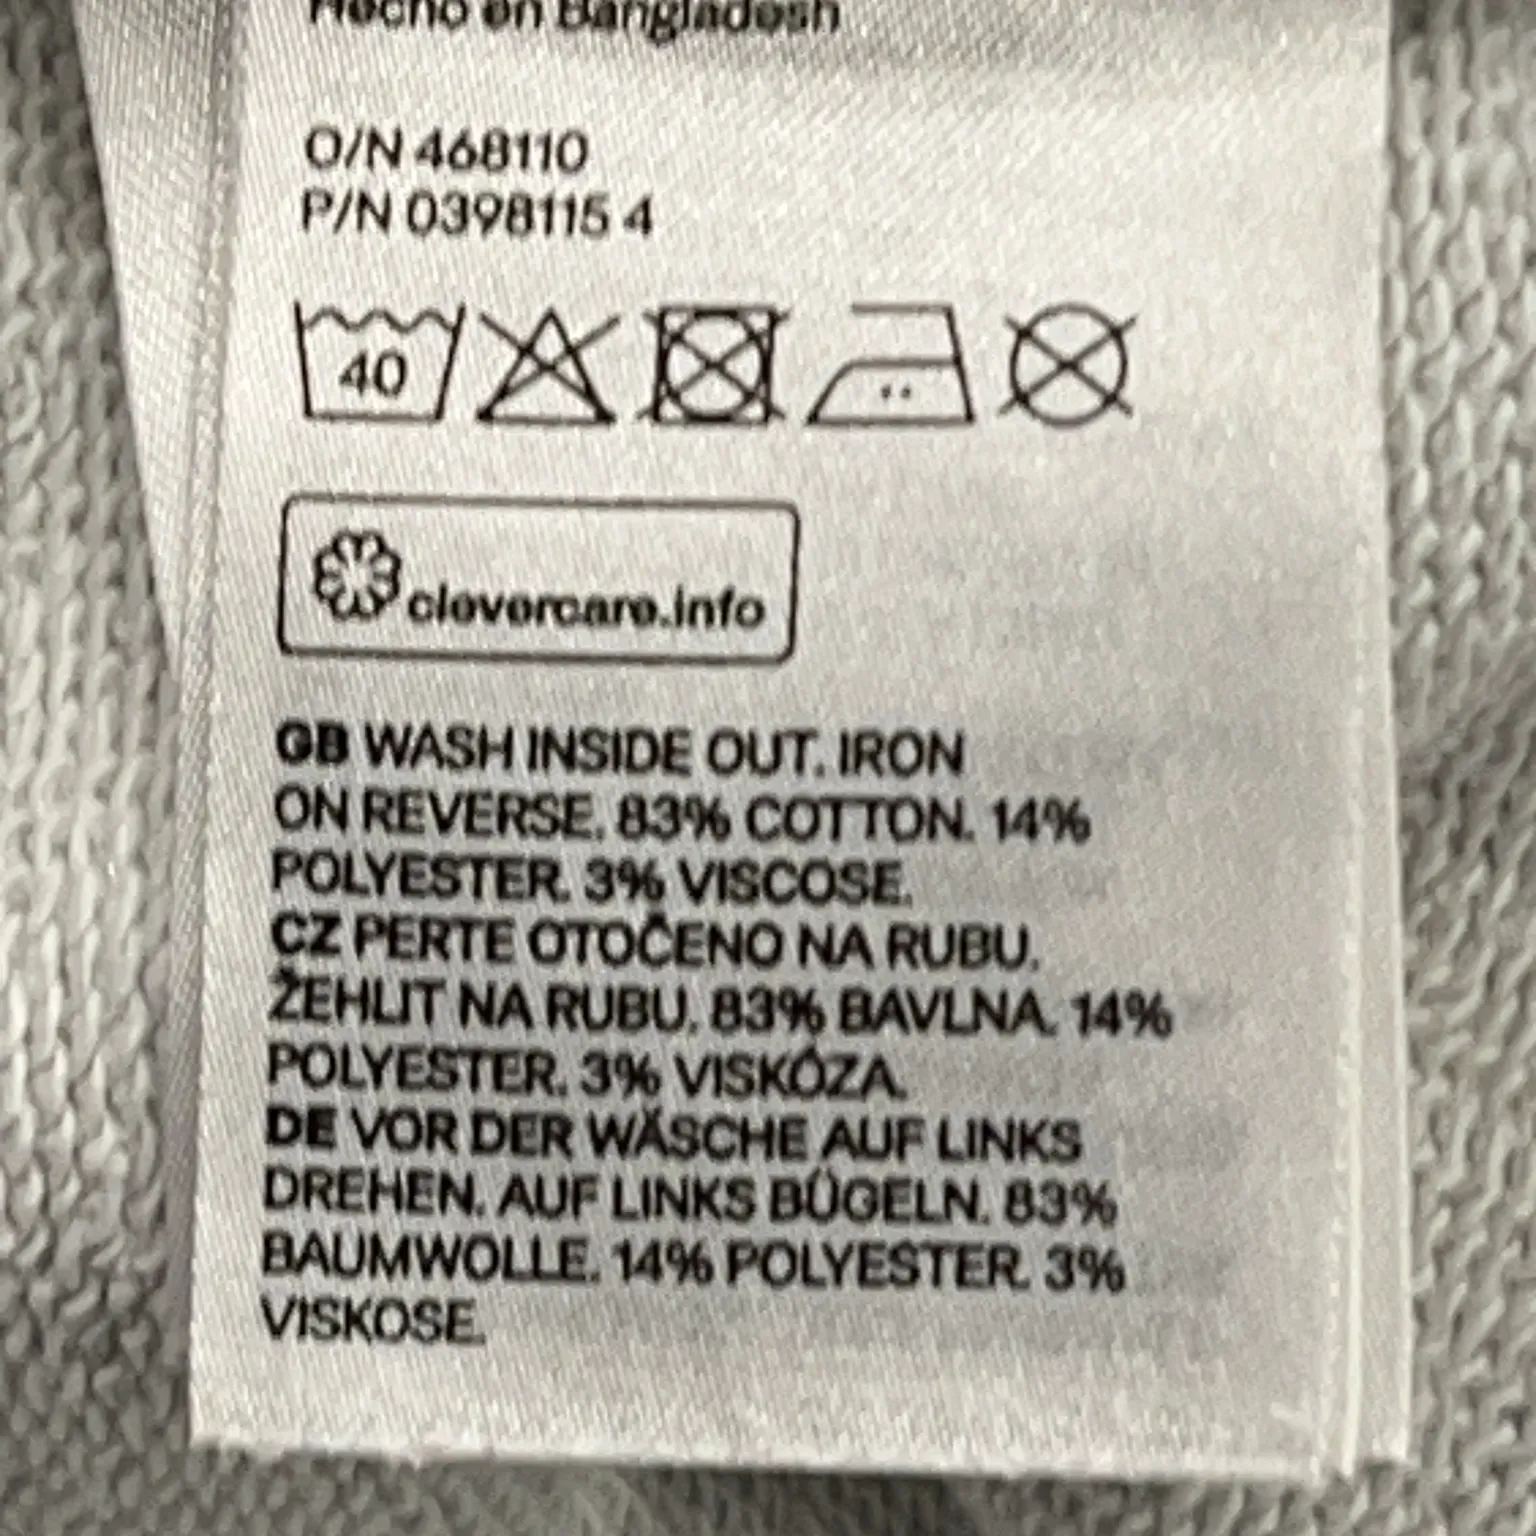 Hecho en Bangladesh
O/N 468110
P/N 0398115 4
40
clevercare.info
GB WASH INSIDE OUT. IRON
ON REVERSE. 83% COTTON. 14%
POLYESTER. 3% VISCOSE.
CZ PERTE OTOČENO NA RUBU.
ŽEHLIT NA RUBU. 83% BAVLNA. 14%
POLYESTER. 3% VISKÓZA.
DE VOR DER WÄSCHE AUF LINKS
DREHEN. AUF LINKS BÜGELN. 83%
BAUMWOLLE. 14% POLYESTER. 3%
VISKOSE.